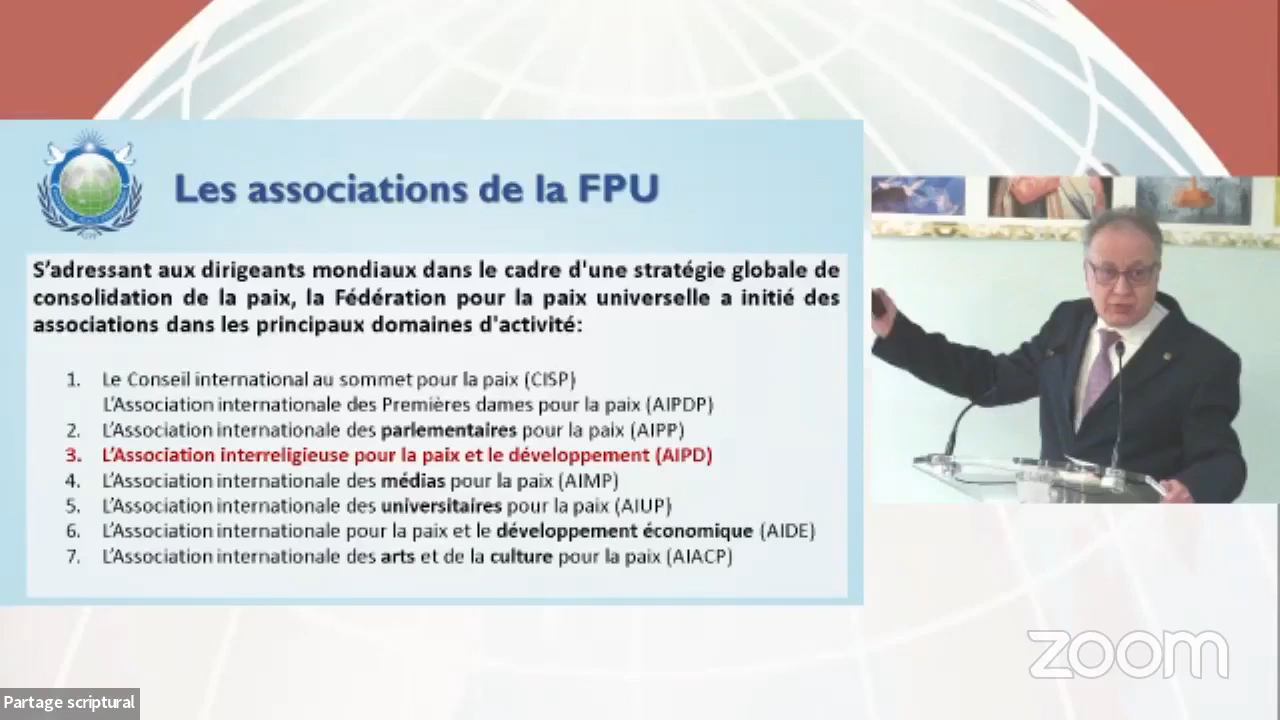 Les associations de la FPU
S'adressant aux dirigeants mondiaux dans le cadre d'une stratégie globale de
consolidation de la paix, la Fédération pour la paix universelle a initié des
associations dans les principaux domaines d'activité:
1. Le Conseil international au sommet pour la paix (CISP)
L'Association internationale des Premières dames pour la paix (AIPDP)
2. L'Association internationale des parlementaires pour la paix (AIPP)
3. L'Association interreligieuse pour la paix et le développement (AIPD)
4. L'Association internationale des médias pour la paix (AIMP)
5. L'Association internationale des universitaires pour la paix (AIUP)
6. L'Association internationale pour la paix et le développement économique (AIDE)
7. L'Association internationale des arts et de la culture pour la paix (AIACP)
zoom
Partage scriptural